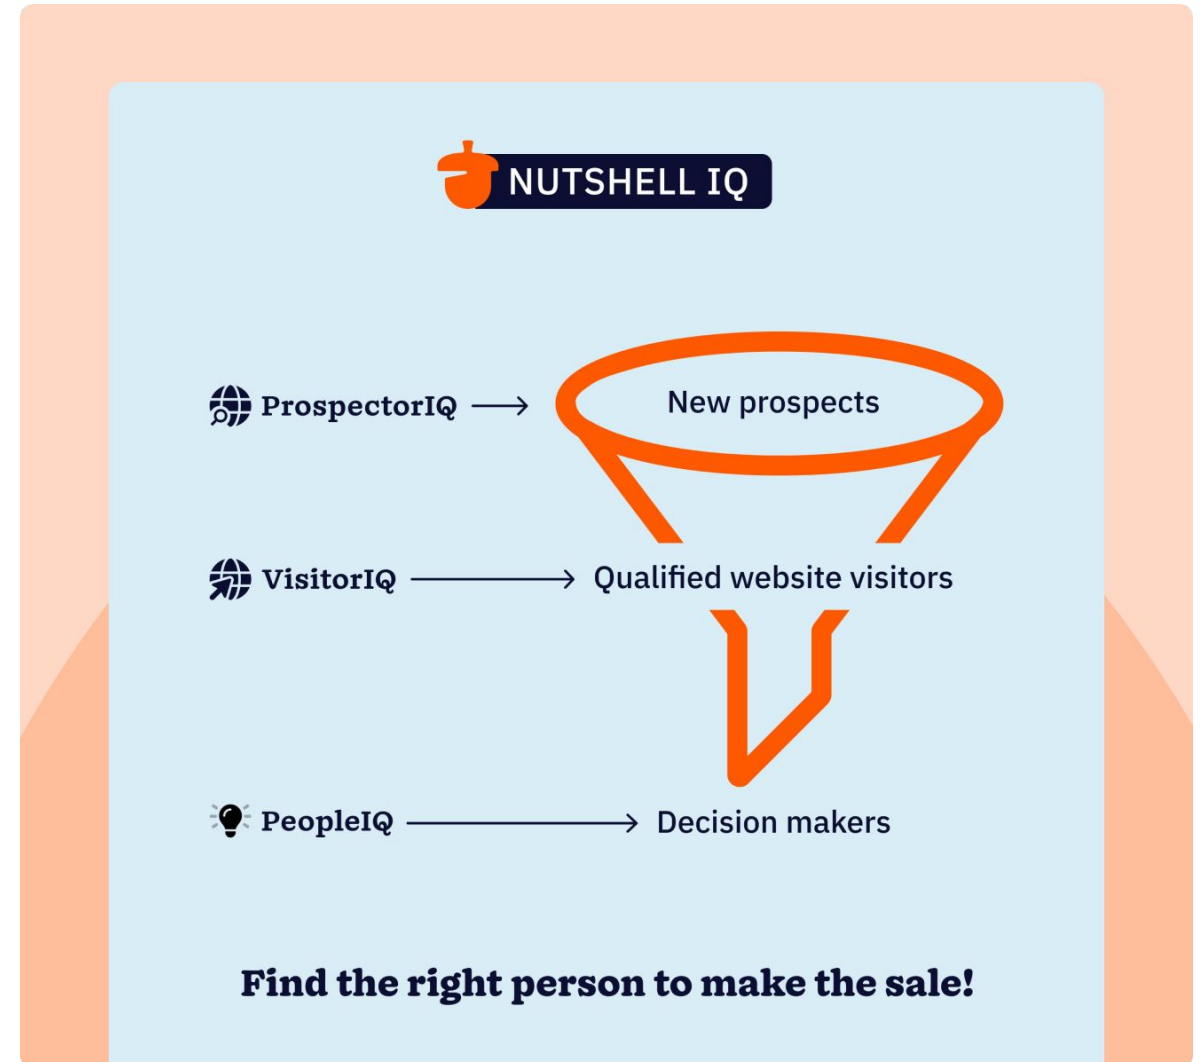 NUTSHELL IQ
ProspectorIQ → New prospects
VisitorIQ → Qualified website visitors
PeopleIQ → Decision makers
Find the right person to make the sale!